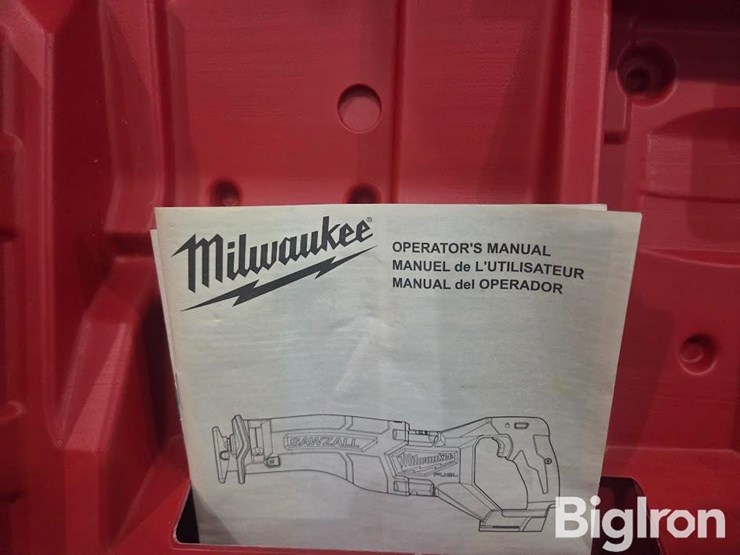 Milwaukee®
OPERATOR'S MANUAL
MANUEL de L'UTILISATEUR
MANUAL del OPERADOR
SAWZALL
Milwaukee
FUEL
BigIron